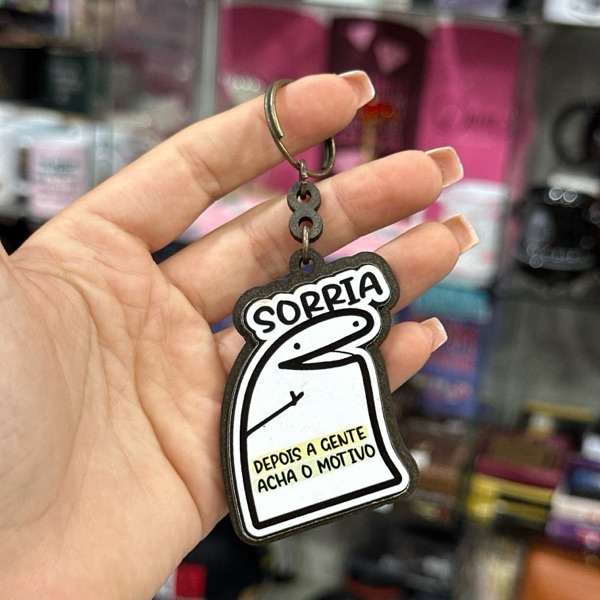 SORRIA
DEPOIS A GENTE
ACHA O MOTIVO